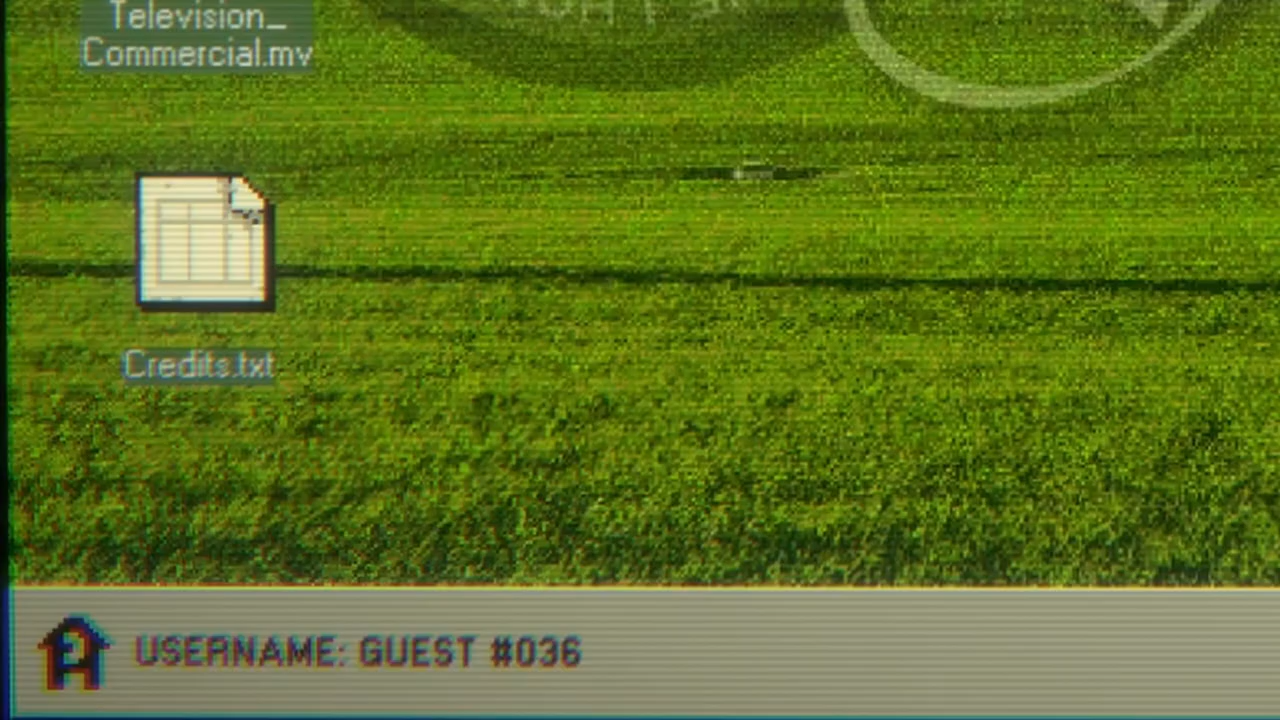 Television_
Commercial.mv
Credits.txt
USERNAME: GUEST #036